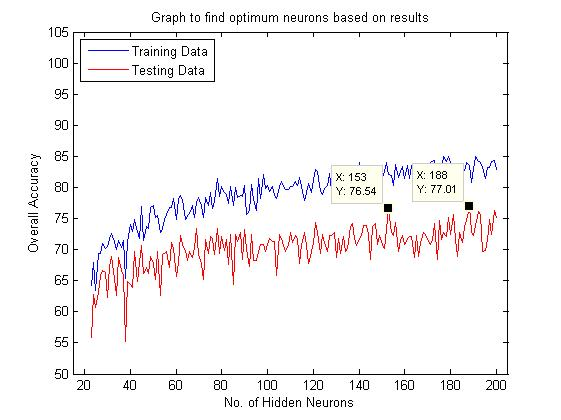 Graph to find optimum neurons based on results
105
100
95
90
85
80
75
70
65
60
55
50
Overall Accuracy
Training Data
Testing Data
X: 153
Y: 76.54
X: 188
Y: 77.01
20 40 60 80 100 120 140 160 180 200
No. of Hidden Neurons